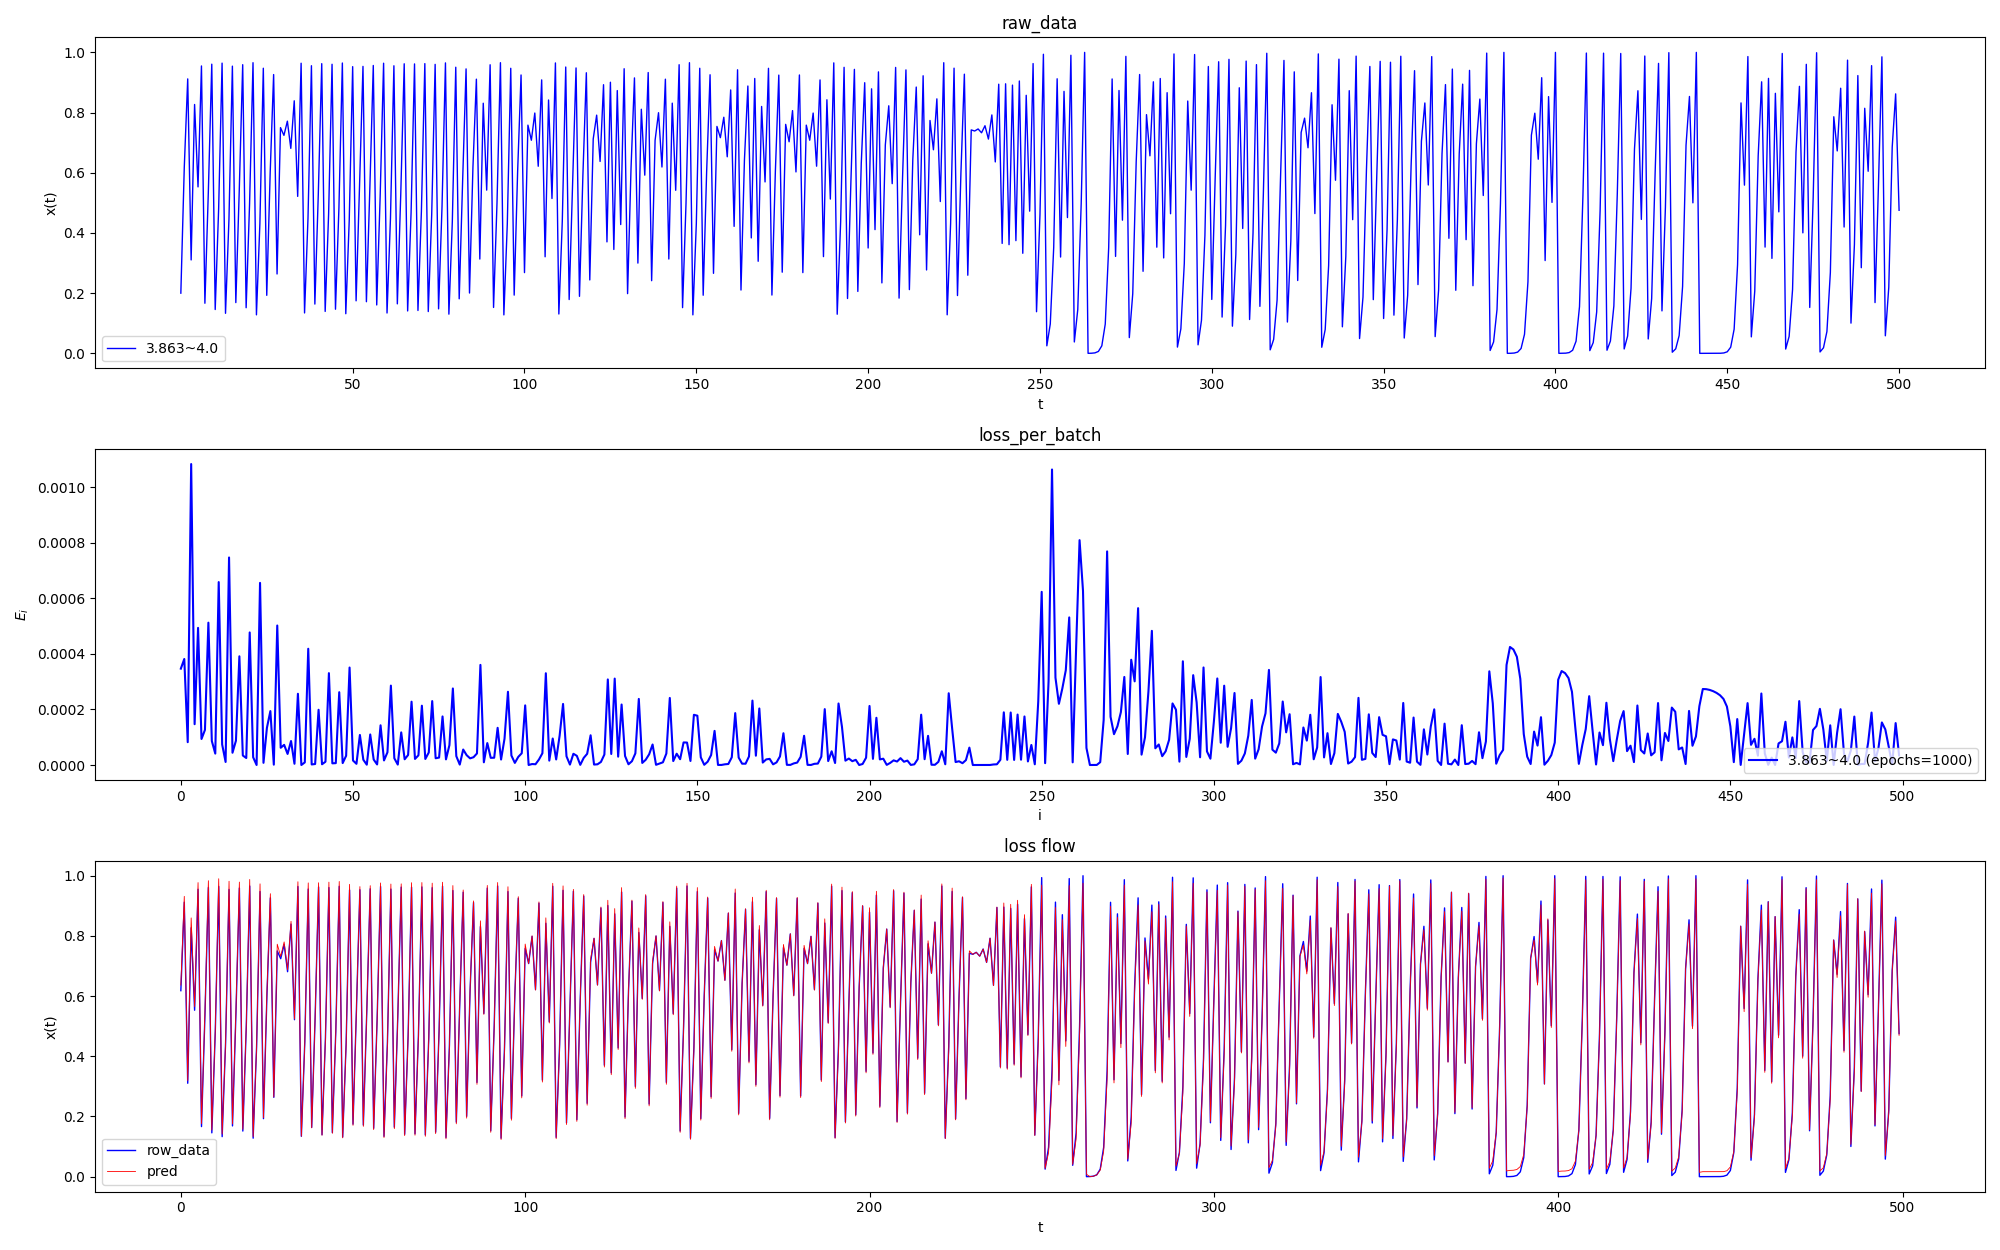 raw_data
1.0
0.8
0.6
0.4
0.2
0.0
x(t)
3.863~4.0
50 100 150 200 250 300 350 400 450 500
t
loss_per_batch
0.0010
0.0008
0.0006
0.0004
0.0002
0.0000
E_i
3.863~4.0 (epochs=1000)
0 50 100 150 200 250 300 350 400 450 500
i
loss flow
1.0
0.8
0.6
0.4
0.2
0.0
x(t)
row_data
pred
0 100 200 300 400 500
t